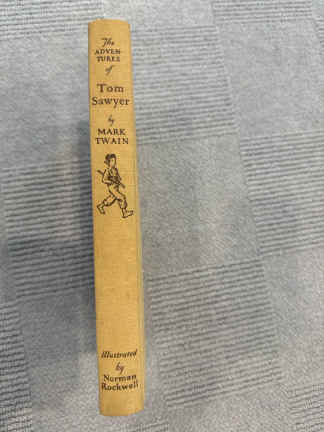 The
ADVEN-
TURES
of
Tom
Sawyer
by
MARK
TWAIN
Illustrated
by
Norman
Rockwell